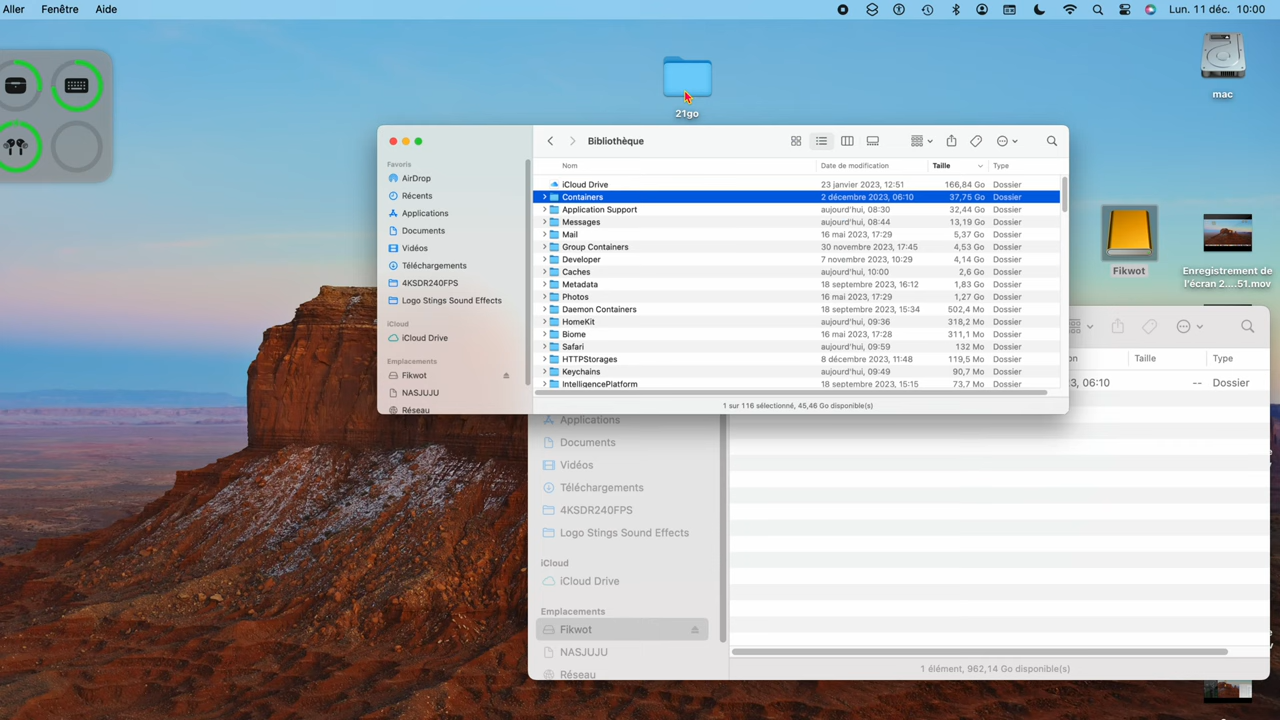 Aller Fenêtre Aide Lun. 11 déc. 10:00
mac
21go
Bibliothèque
Favoris
AirDrop
Récents
Applications
Documents
Vidéos
Téléchargements
4KSDR240FPS
Logo Stings Sound Effects
iCloud
iCloud Drive
Emplacements
Fikwot
NASJUJU
Réseau
Nom Date de modification Taille Type
iCloud Drive 23 janvier 2023, 12:51 166,84 Go Dossier
Containers 2 décembre 2023, 06:10 37,75 Go Dossier
Application Support aujourd'hui, 08:30 32,44 Go Dossier
Messages aujourd'hui, 08:44 13,19 Go Dossier
Mail 16 mai 2023, 17:29 5,37 Go Dossier
Group Containers 30 novembre 2023, 17:45 4,53 Go Dossier
Developer 7 novembre 2023, 10:29 4,14 Go Dossier
Caches aujourd'hui, 10:00 2,6 Go Dossier
Metadata 18 septembre 2023, 16:12 1,83 Go Dossier
Photos 16 mai 2023, 17:29 1,27 Go Dossier
Daemon Containers 18 septembre 2023, 15:34 502,4 Mo Dossier
HomeKit aujourd'hui, 09:36 318,2 Mo Dossier
Biome 16 mai 2023, 17:28 311,1 Mo Dossier
Safari aujourd'hui, 09:59 132 Mo Dossier
HTTPStorages 8 décembre 2023, 11:48 119,5 Mo Dossier
Keychains aujourd'hui, 09:49 90,7 Mo Dossier
IntelligencePlatform 18 septembre 2023, 15:15 73,7 Mo Dossier
1 sur 116 sélectionné, 45,46 Go disponible(s)
Fikwot
Enregistrement de
l'écran 2....51.mov
Taille Type
06:10 -- Dossier
Applications
Documents
Vidéos
Téléchargements
4KSDR240FPS
Logo Stings Sound Effects
iCloud
iCloud Drive
Emplacements
Fikwot
NASJUJU
Réseau
1 élément, 962,14 Go disponible(s)